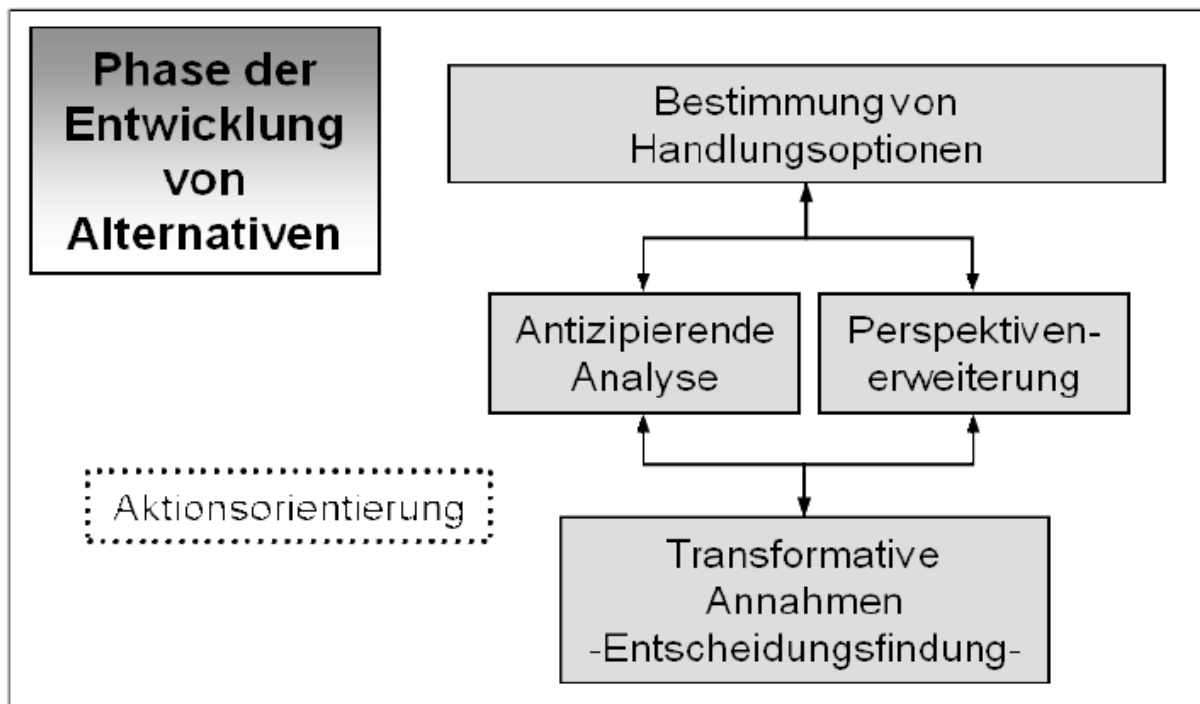 Phase der
Entwicklung
von
Alternativen
Bestimmung von
Handlungsoptionen
Antizipierende
Analyse
Perspektiven-
erweiterung
Aktionsorientierung
Transformative
Annahmen
-Entscheidungsfindung-